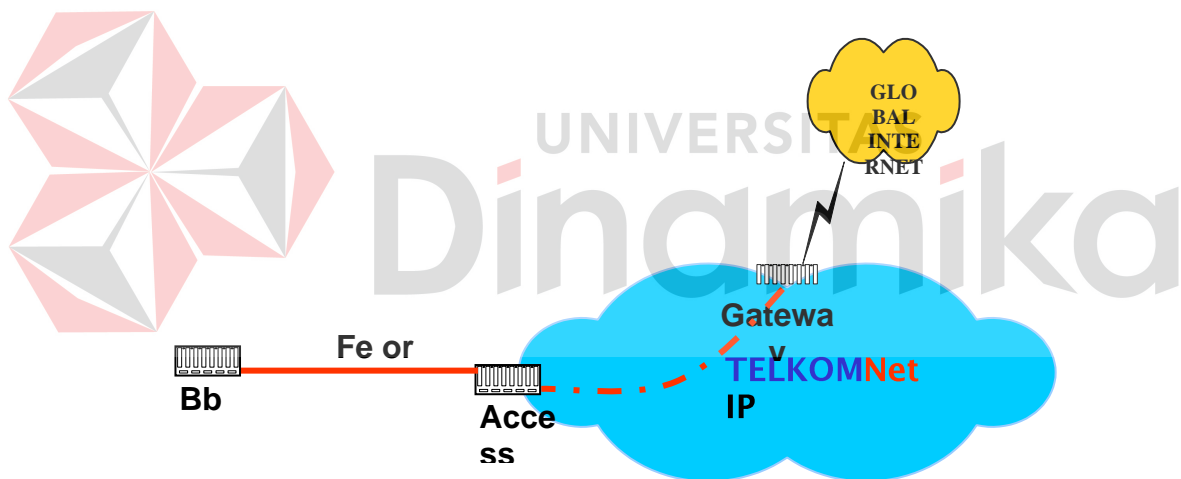 GLO
BAL
INTE
RNET
UNIVERSITAS
Dinamika
Gatewa
y
Fe or
TELKOMNet
IP
Bb
Acce
ss